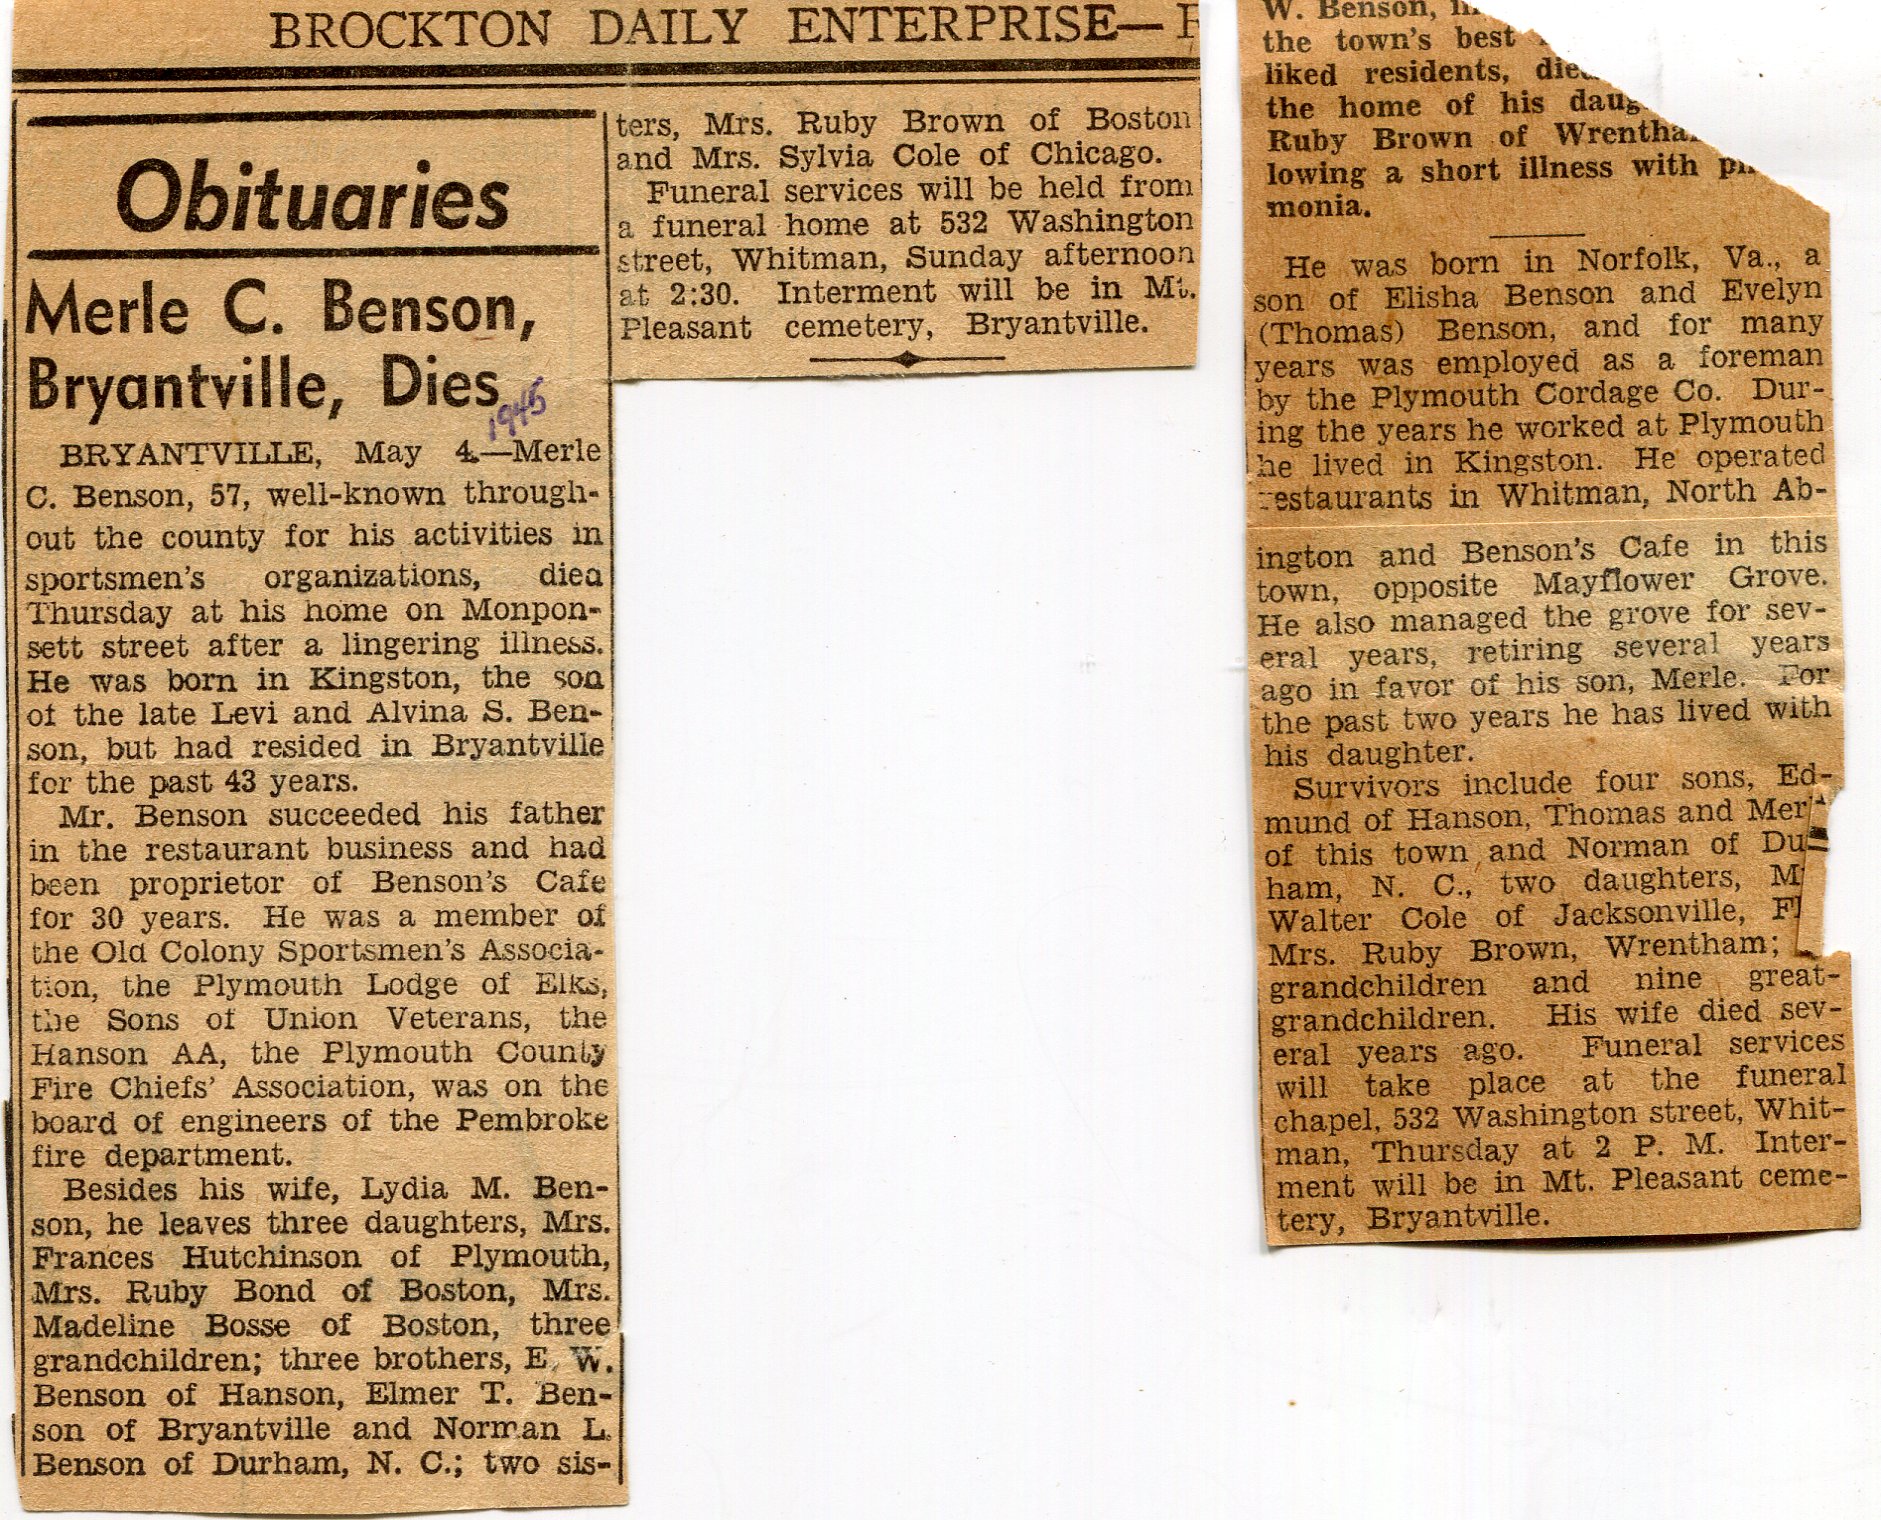 BROCKTON DAILY ENTERPRISE—F
Obituaries
Merle C. Benson,
Bryantville, Dies
1945
BRYANTVILLE, May 4.—Merle
C. Benson, 57, well-known through-
out the county for his activities in
sportsmen's organizations, died
Thursday at his home on Monpon-
sett street after a lingering illness.
He was born in Kingston, the son
of the late Levi and Alvina S. Ben-
son, but had resided in Bryantville
for the past 43 years.
Mr. Benson succeeded his father
in the restaurant business and had
been proprietor of Benson's Cafe
for 30 years. He was a member of
the Old Colony Sportsmen's Associa-
tion, the Plymouth Lodge of Elks,
the Sons of Union Veterans, the
Hanson AA, the Plymouth County
Fire Chiefs' Association, was on the
board of engineers of the Pembroke
fire department.
Besides his wife, Lydia M. Ben-
son, he leaves three daughters, Mrs.
Frances Hutchinson of Plymouth,
Mrs. Ruby Bond of Boston, Mrs.
Madeline Bosse of Boston, three
grandchildren; three brothers, E. W.
Benson of Hanson, Elmer T. Ben-
son of Bryantville and Norman L.
Benson of Durham, N. C.; two sis-
ters, Mrs. Ruby Brown of Boston
and Mrs. Sylvia Cole of Chicago.
Funeral services will be held from
a funeral home at 532 Washington
street, Whitman, Sunday afternoon
at 2:30. Interment will be in Mt.
Pleasant cemetery, Bryantville.
W. Benson,
the town's best
liked residents,
the home of his
Ruby Brown of
lowing a short illness with
monia.
He was born in Norfolk, Va., a
son of Elisha Benson and Evelyn
(Thomas) Benson, and for many
years was employed as a foreman
by the Plymouth Cordage Co. Dur-
ing the years he worked at Plymouth
he lived in Kingston. He operated
restaurants in Whitman, North Ab-
ington and Benson's Cafe in this
town, opposite Mayflower Grove.
He also managed the grove for sev-
eral years, retiring several years
ago in favor of his son, Merle. For
the past two years he has lived with
his daughter.
Survivors include four sons, Ed-
mund of Hanson, Thomas and Merl
of this town and Norman of Du
ham, N. C., two daughters, M
Walter Cole of Jacksonville, Fl
Mrs. Ruby Brown, Wrentham;
grandchildren and nine great-
grandchildren. His wife died sev-
eral years ago. Funeral services
will take place at the funeral
chapel, 532 Washington street, Whit-
man, Thursday at 2 P. M. Inter-
ment will be in Mt. Pleasant ceme-
tery, Bryantville.